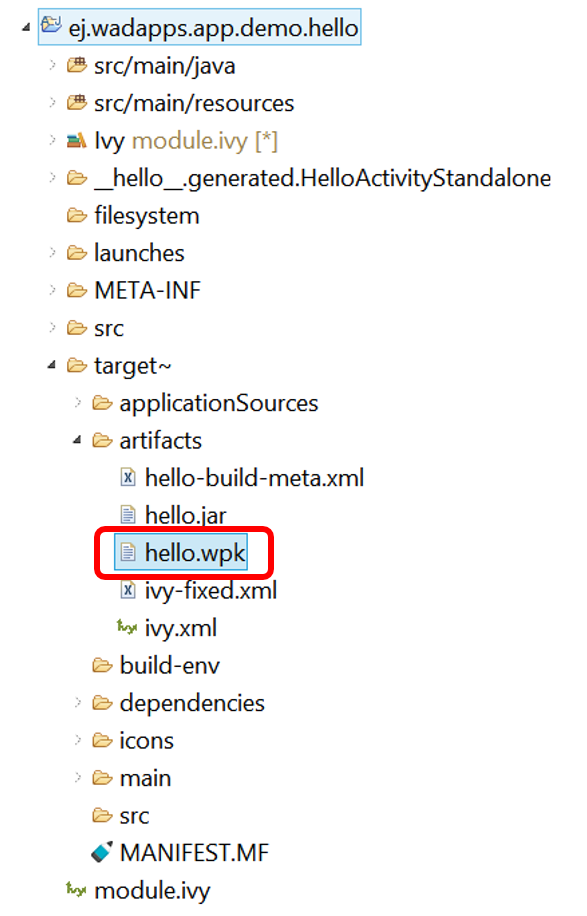 ej.wadapps.app.demo.hello
src/main/java
src/main/resources
Ivy module.ivy [*]
__hello__.generated.HelloActivityStandalone
filesystem
launches
META-INF
src
target~
applicationSources
artifacts
hello-build-meta.xml
hello.jar
hello.wpk
ivy-fixed.xml
ivy.xml
build-env
dependencies
icons
main
src
MANIFEST.MF
module.ivy